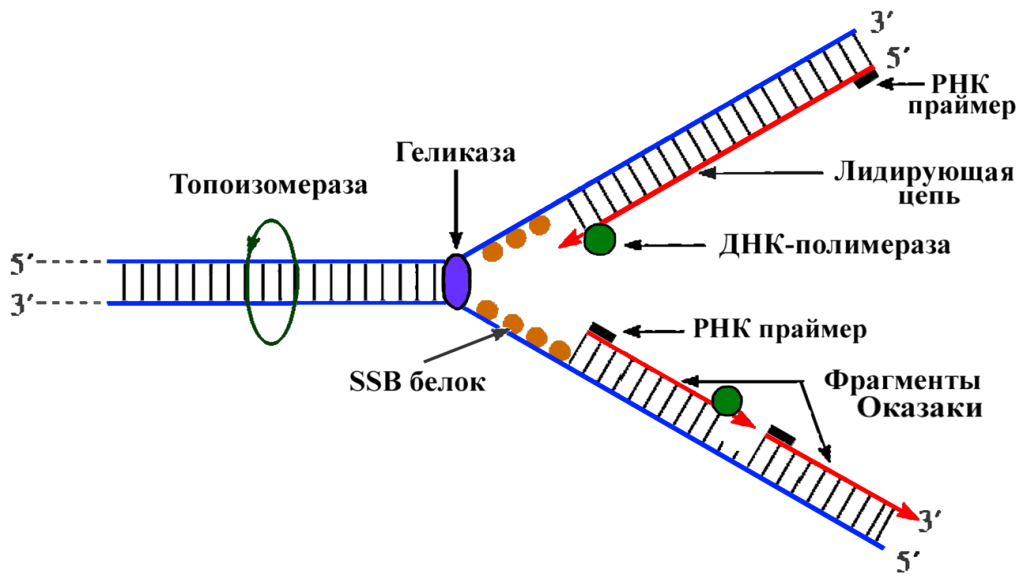 3′
5′
РНК
праймер
Геликаза
Лидирующая
цепь
Топоизомераза
ДНК-полимераза
5′
3′
РНК праймер
SSB белок
Фрагменты
Оказаки
3′
5′